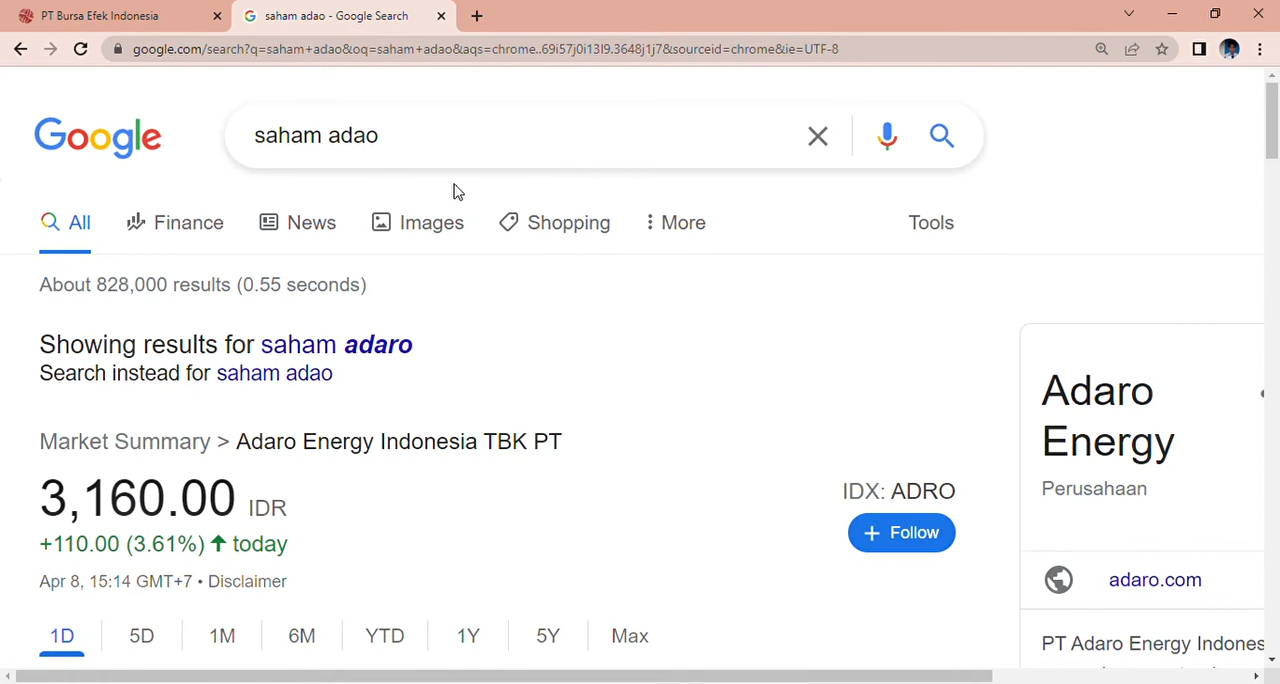 PT Bursa Efek Indonesia
saham adao - Google Search
google.com/search?q=saham+adao&oq=saham+adao&aqs=chrome..69i57j0i13l9.3648j1j7&sourceid=chrome&ie=UTF-8
Google
saham adao
All Finance News Images Shopping More Tools
About 828,000 results (0.55 seconds)
Showing results for saham adaro
Search instead for saham adao
Market Summary > Adaro Energy Indonesia TBK PT
3,160.00 IDR
+110.00 (3.61%) ↑ today
Apr 8, 15:14 GMT+7 • Disclaimer
IDX: ADRO
+ Follow
1D 5D 1M 6M YTD 1Y 5Y Max
Adaro
Energy
Perusahaan
adaro.com
PT Adaro Energy Indones